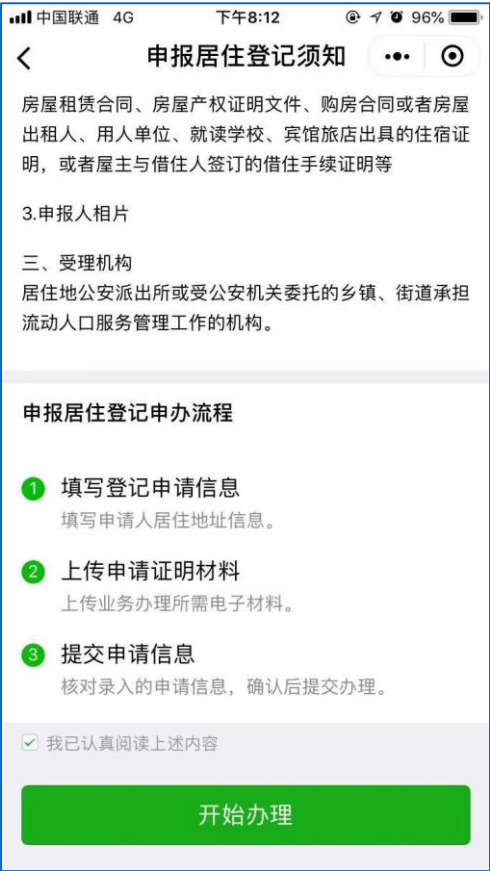 中国联通 4G 下午8:12 96%
申报居住登记须知
房屋租赁合同、房屋产权证明文件、购房合同或者房屋
出租人、用人单位、就读学校、宾馆旅店出具的住宿证
明，或者屋主与借住人签订的借住手续证明等
3.申报人相片
三、受理机构
居住地公安派出所或受公安机关委托的乡镇、街道承担
流动人口服务管理工作的机构。
申报居住登记申办流程
1 填写登记申请信息
填写申请人居住地址信息。
2 上传申请证明材料
上传业务办理所需电子材料。
3 提交申请信息
核对录入的申请信息，确认后提交办理。
我已认真阅读上述内容
开始办理